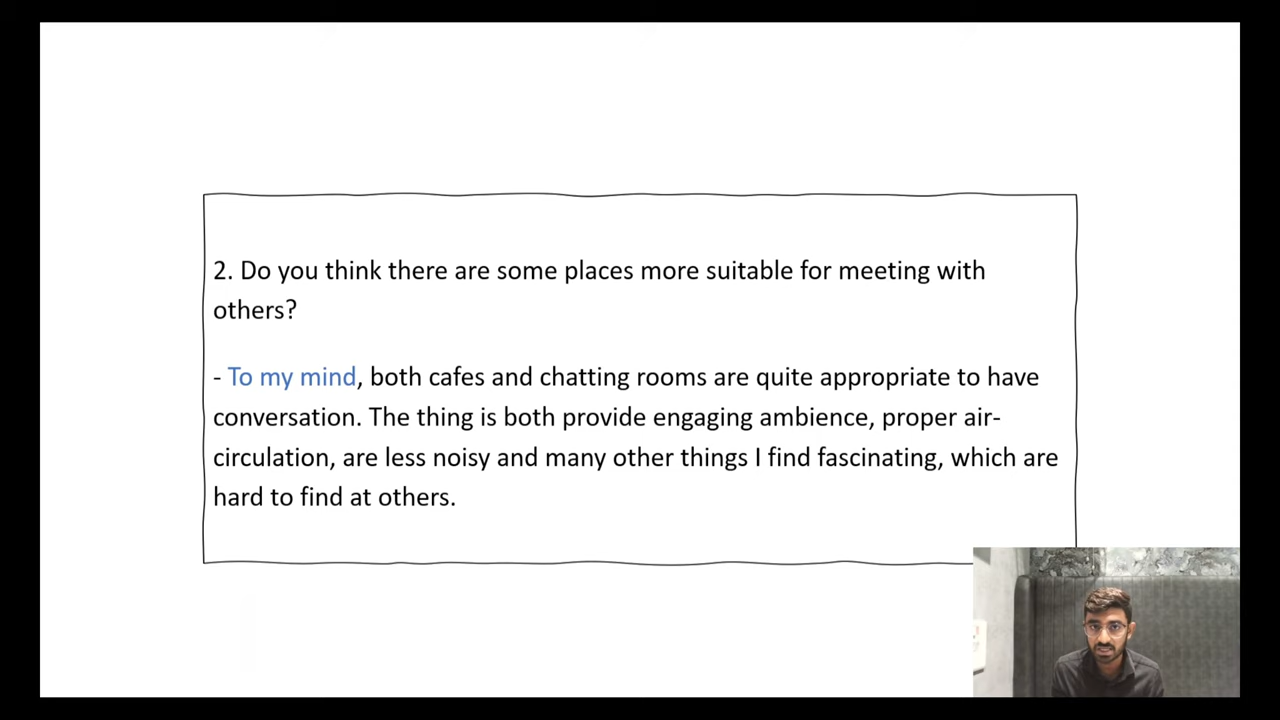 2. Do you think there are some places more suitable for meeting with
others?
- To my mind, both cafes and chatting rooms are quite appropriate to have
conversation. The thing is both provide engaging ambience, proper air-
circulation, are less noisy and many other things I find fascinating, which are
hard to find at others.